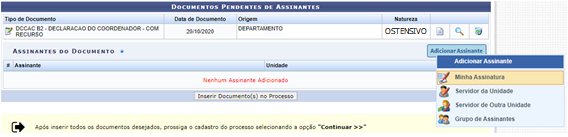 DOCUMENTOS PENDENTES DE ASSINANTES
Tipo de Documento Data de Documento Origem Natureza
DCCAC B2 - DECLARACAO DO COORDENADOR - COM RECURSO 20/10/2020 DEPARTAMENTO OSTENSIVO
ASSINANTES DO DOCUMENTO Adicionar Assinante
# Assinante Unidade
Nenhum Assinante Adicionado
Inserir Documento(s) no Processo
Adicionar Assinante
Minha Assinatura
Servidor da Unidade
Servidor de Outra Unidade
Grupo de Assinantes
Após inserir todos os documentos desejados, prossiga o cadastro do processo selecionando a opção "Continuar >>"